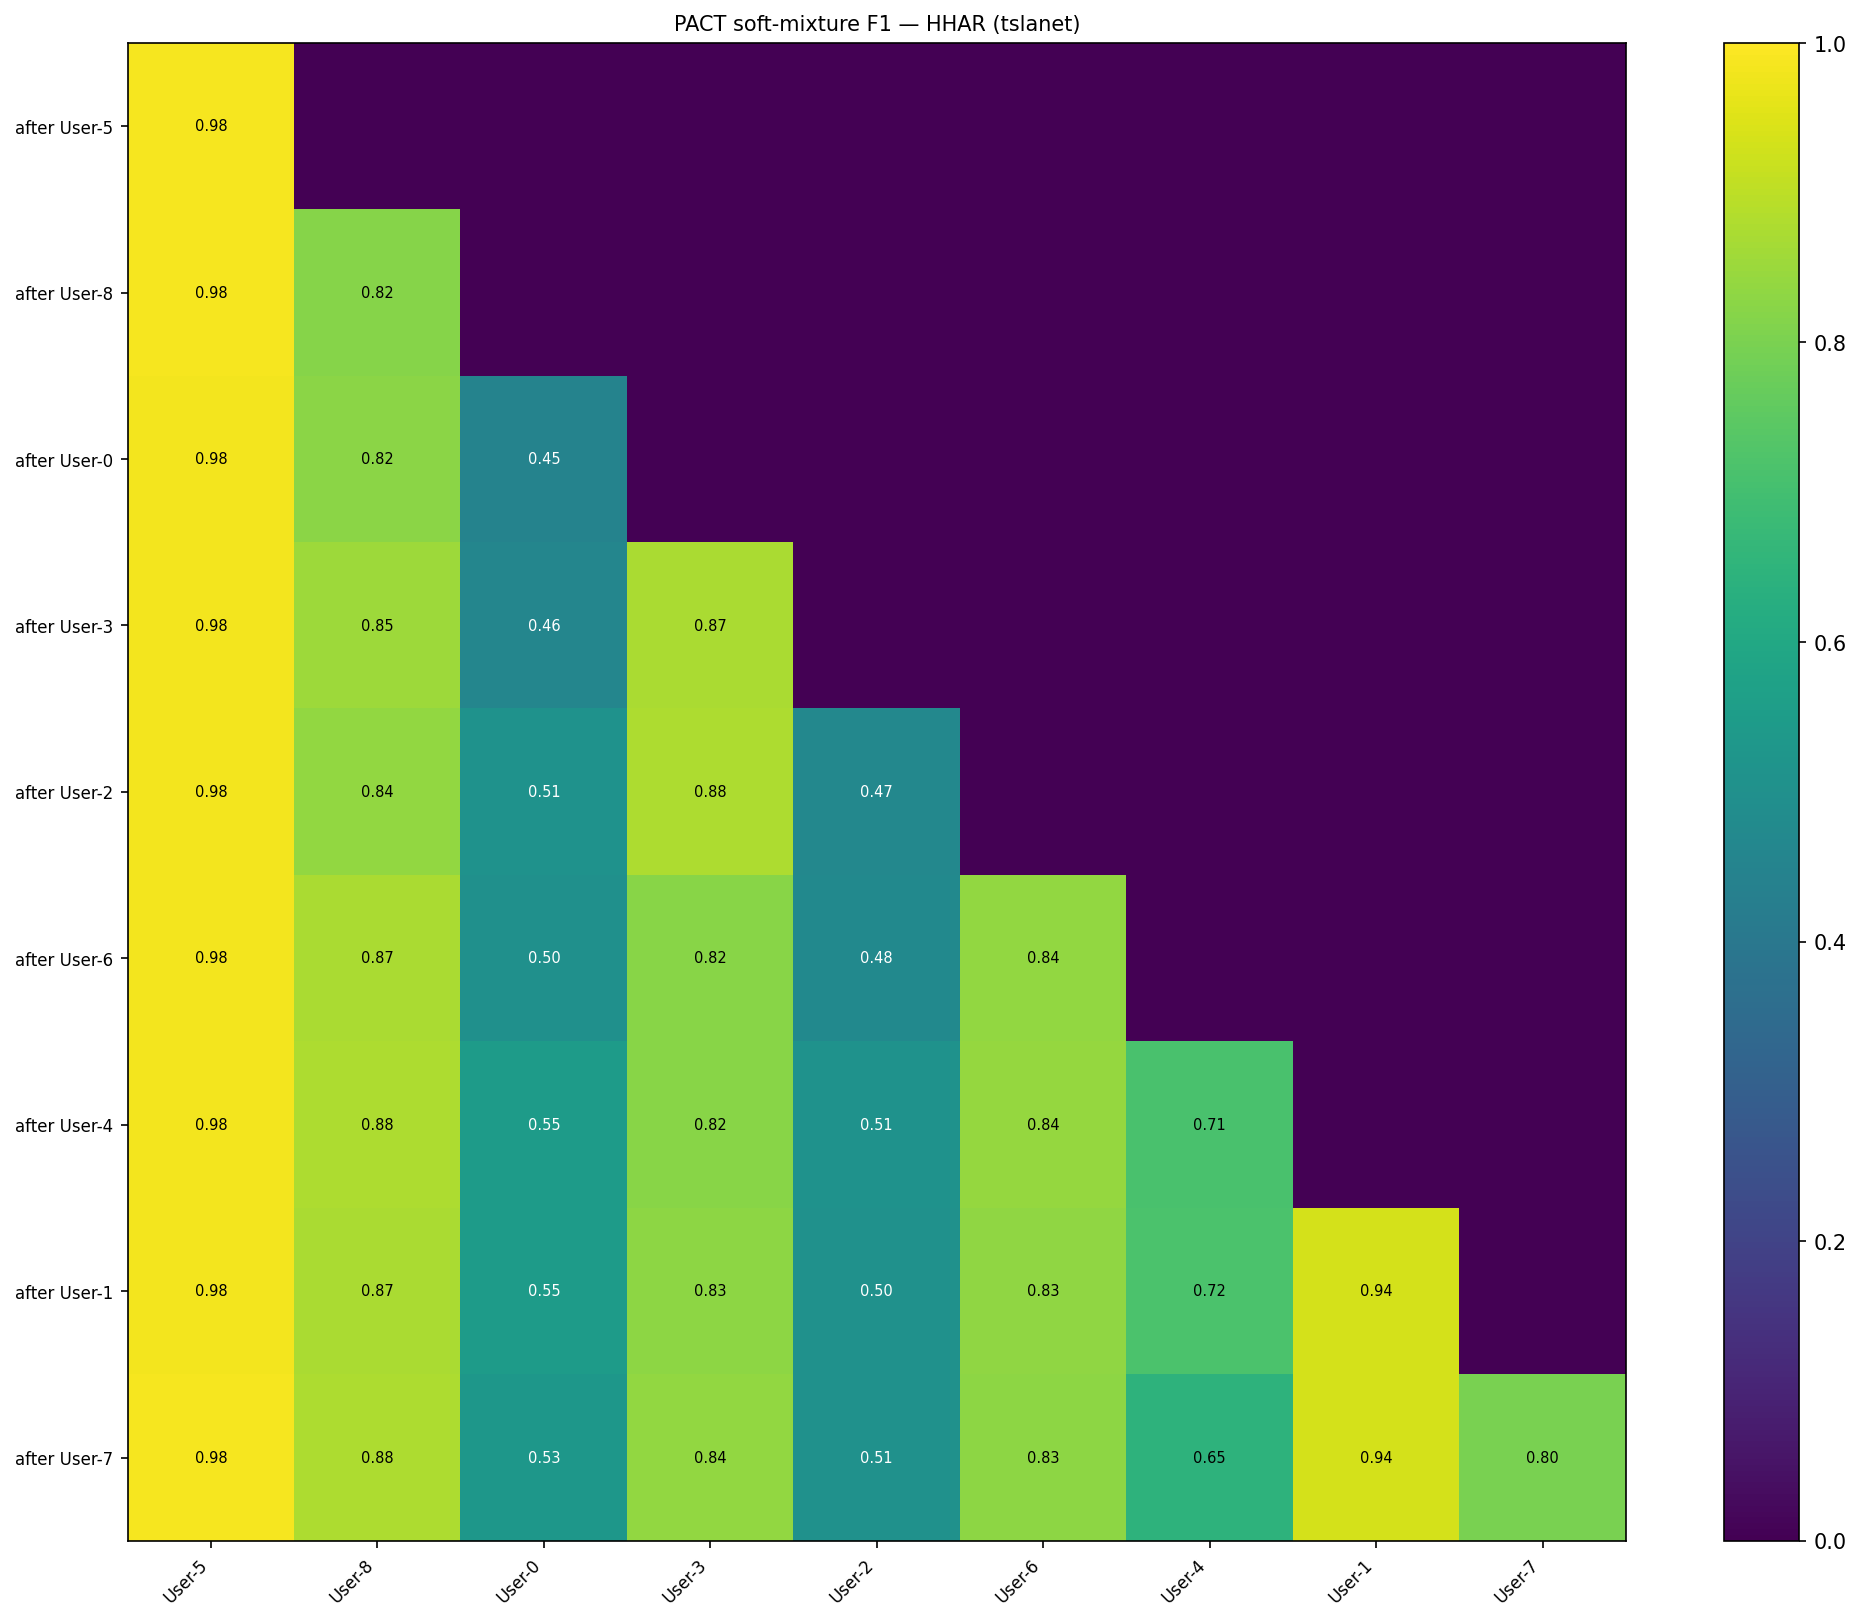 PACT soft-mixture F1 — HHAR (tslanet)
after User-5 0.98
after User-8 0.98 0.82
after User-0 0.98 0.82 0.45
after User-3 0.98 0.85 0.46 0.87
after User-2 0.98 0.84 0.51 0.88 0.47
after User-6 0.98 0.87 0.50 0.82 0.48 0.84
after User-4 0.98 0.88 0.55 0.82 0.51 0.84 0.71
after User-1 0.98 0.87 0.55 0.83 0.50 0.83 0.72 0.94
after User-7 0.98 0.88 0.53 0.84 0.51 0.83 0.65 0.94 0.80
User-5 User-8 User-0 User-3 User-2 User-6 User-4 User-1 User-7
1.0
0.8
0.6
0.4
0.2
0.0